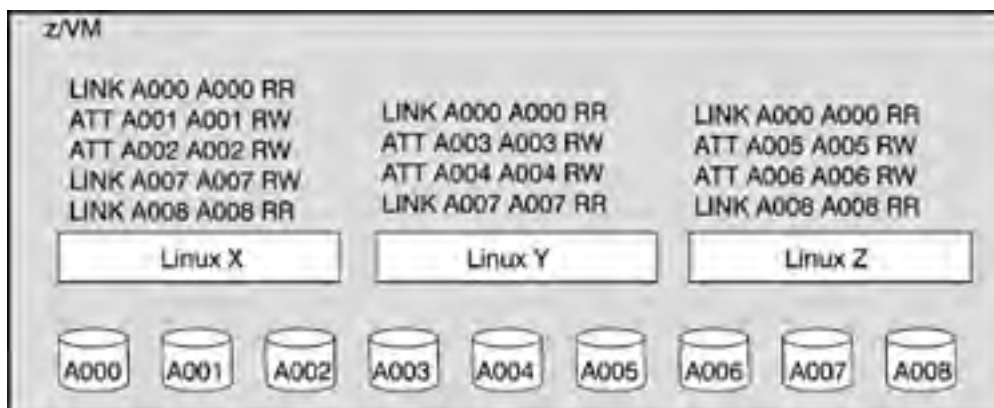 z/VM
LINK A000 A000 RR
ATT A001 A001 RW
ATT A002 A002 RW
LINK A007 A007 RW
LINK A008 A008 RR
Linux X
LINK A000 A000 RR
ATT A003 A003 RW
ATT A004 A004 RW
LINK A007 A007 RR
Linux Y
LINK A000 A000 RR
ATT A005 A005 RW
ATT A006 A006 RW
LINK A008 A008 RR
Linux Z
A000
A001
A002
A003
A004
A005
A006
A007
A008